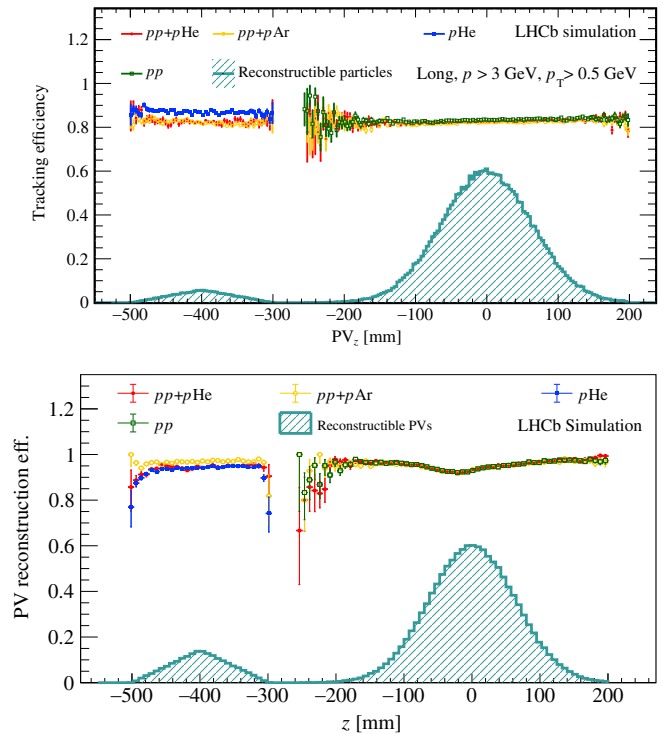 1.2
1
0.8
0.6
0.4
0.2
0
Tracking efficiency
pp+pHe
pp+pAr
pHe
LHCb simulation
pp
Reconstructible particles
Long, p > 3 GeV, p_T > 0.5 GeV
−500 −400 −300 −200 −100 0 100 200
PV_z [mm]
1.2
1
0.8
0.6
0.4
0.2
0
PV reconstruction eff.
pp+pHe
pp+pAr
pHe
pp
Reconstructible PVs
LHCb Simulation
−500 −400 −300 −200 −100 0 100 200
z [mm]